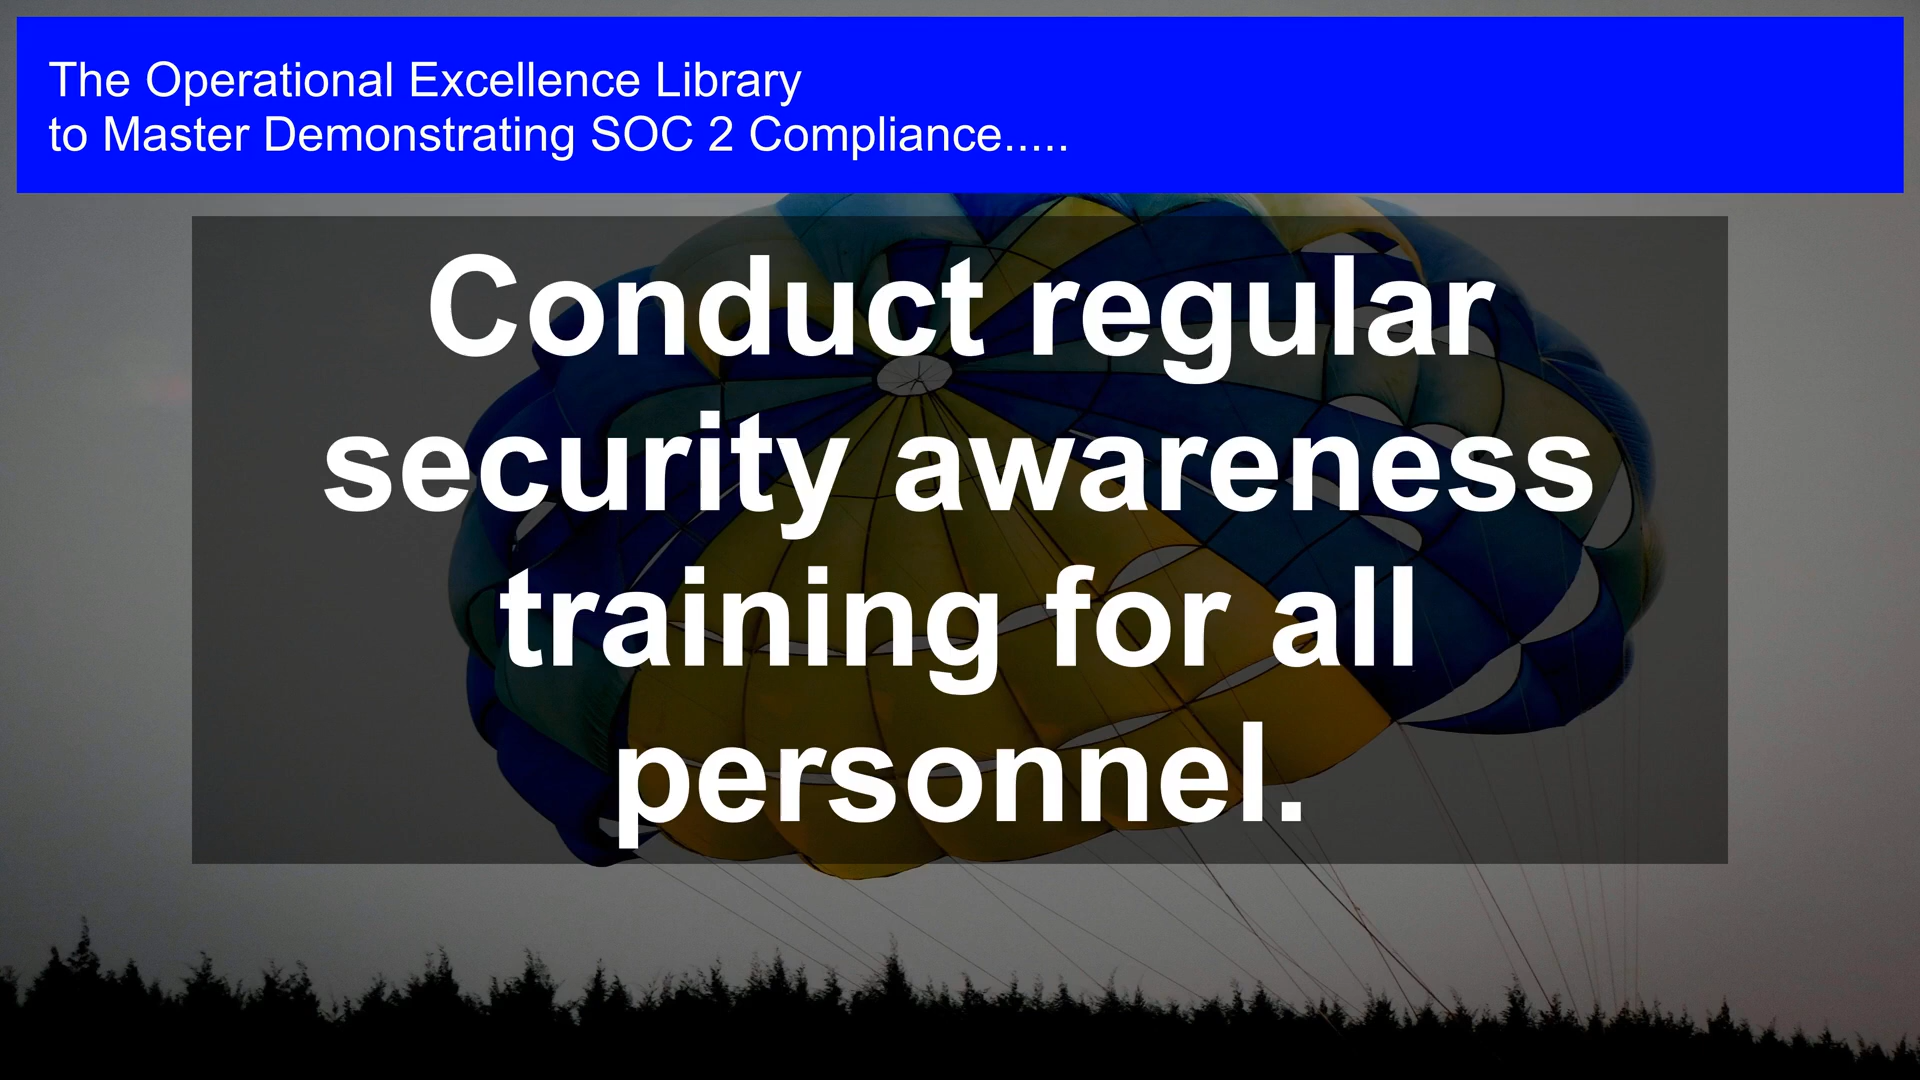 The Operational Excellence Library
to Master Demonstrating SOC 2 Compliance.....
Conduct regular
security awareness
training for all
personnel.